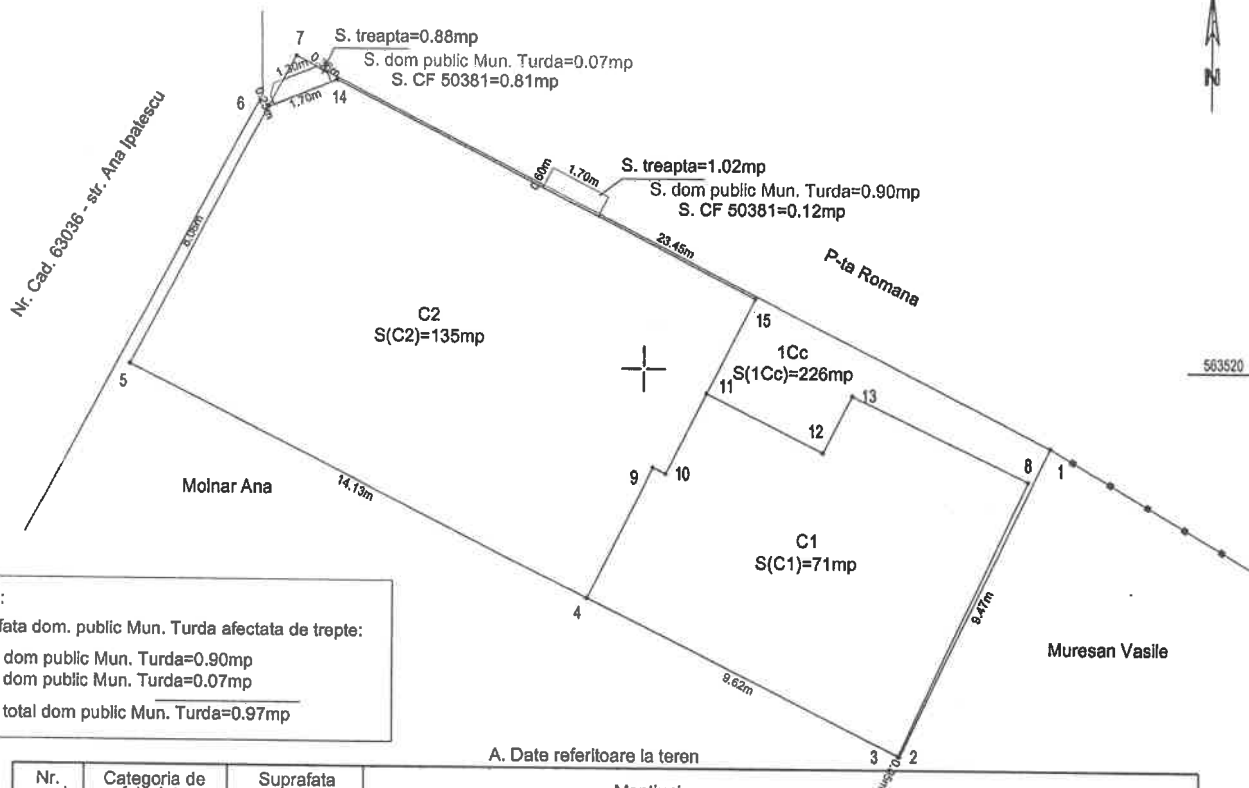 7
S. treapta=0.88mp
S. dom public Mun. Turda=0.07mp
S. CF 50381=0.81mp
N
1.30m
6
1.70m
14
Nr. Cad. 63036 - str. Ana Ipatescu
0.60m
1.70m
S. treapta=1.02mp
S. dom public Mun. Turda=0.90mp
S. CF 50381=0.12mp
8.05m
23.45m
P-ta Romana
C2
S(C2)=135mp
15
1Cc
S(1Cc)=226mp
563520
5
11
13
12
9
10
8
1
Molnar Ana
14.13m
C1
S(C1)=71mp
4
9.47m
Muresan Vasile
9.62m
3
2
:
fata dom. public Mun. Turda afectata de trepte:
dom public Mun. Turda=0.90mp
dom public Mun. Turda=0.07mp
total dom public Mun. Turda=0.97mp
A. Date referitoare la teren
Nr.
Categoria de
Suprafata